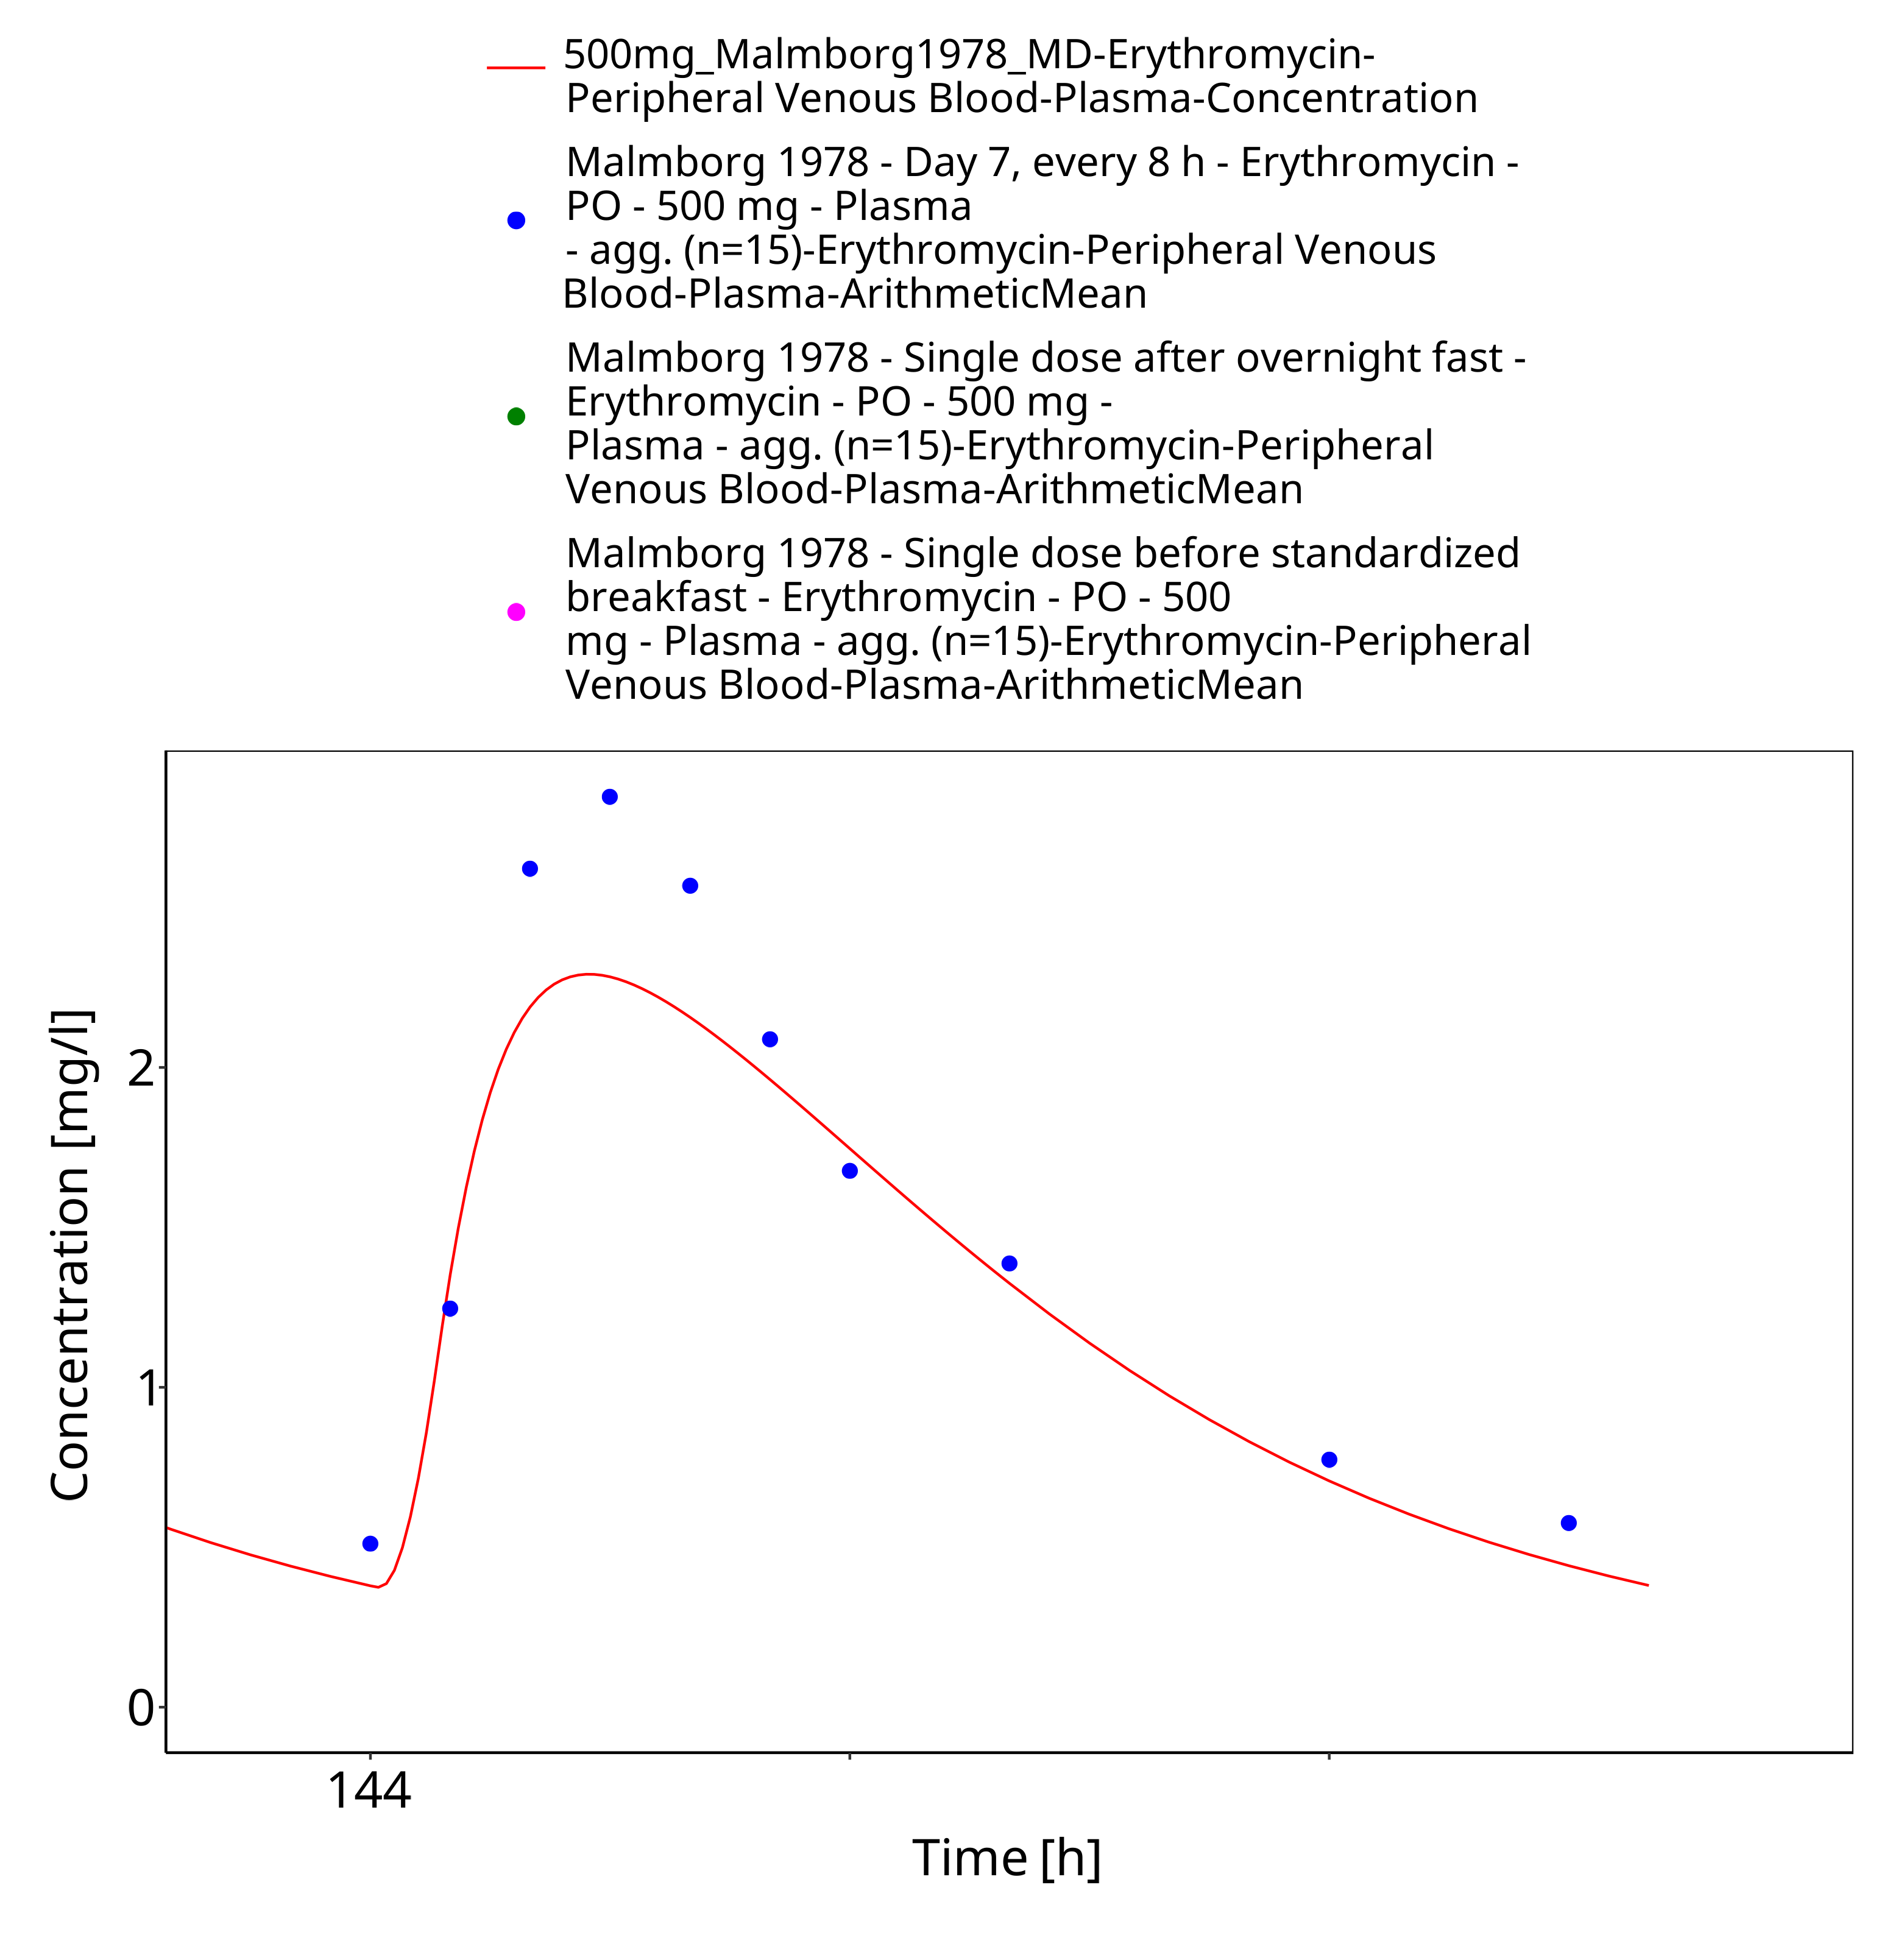 500mg_Malmborg1978_MD-Erythromycin-
Peripheral Venous Blood-Plasma-Concentration
Malmborg 1978 - Day 7, every 8 h - Erythromycin -
PO - 500 mg - Plasma
- agg. (n=15)-Erythromycin-Peripheral Venous
Blood-Plasma-ArithmeticMean
Malmborg 1978 - Single dose after overnight fast -
Erythromycin - PO - 500 mg -
Plasma - agg. (n=15)-Erythromycin-Peripheral
Venous Blood-Plasma-ArithmeticMean
Malmborg 1978 - Single dose before standardized
breakfast - Erythromycin - PO - 500
mg - Plasma - agg. (n=15)-Erythromycin-Peripheral
Venous Blood-Plasma-ArithmeticMean
Concentration [mg/l]
2
1
0
144
Time [h]